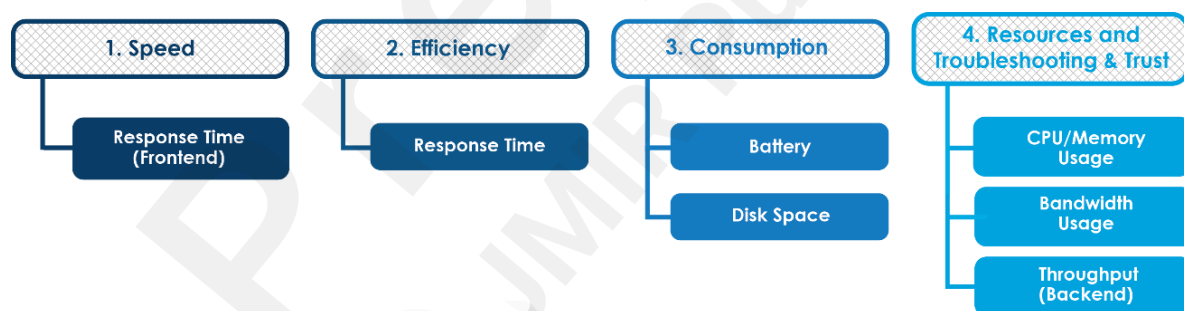 1. Speed
Response Time
(Frontend)
2. Efficiency
Response Time
3. Consumption
Battery
Disk Space
4. Resources and
Troubleshooting & Trust
CPU/Memory
Usage
Bandwidth
Usage
Throughput
(Backend)